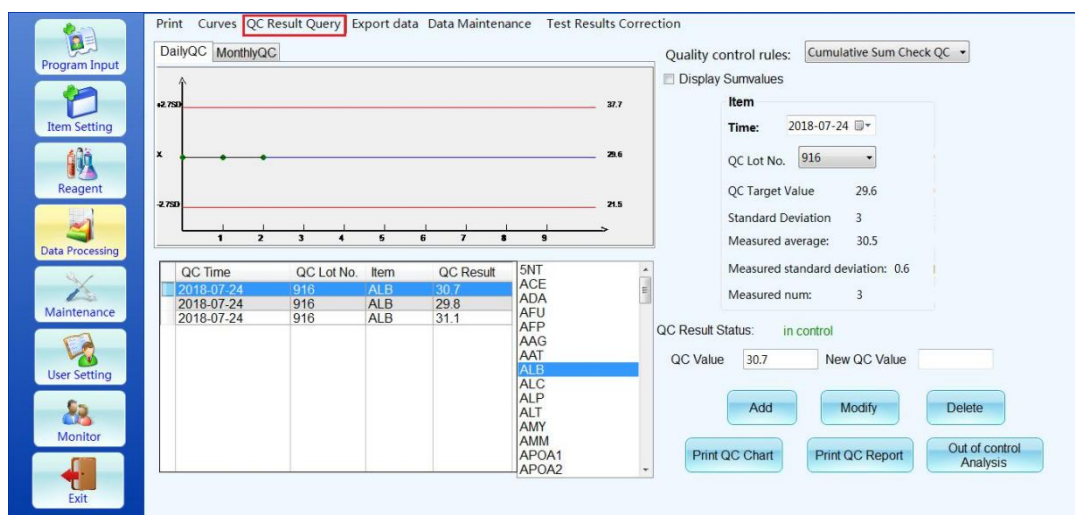 Print Curves QC Result Query Export data Data Maintenance Test Results Correction
Program Input
Item Setting
Reagent
Data Processing
Maintenance
User Setting
Monitor
Exit
DailyQC MonthlyQC
+2.7SD 37.7
X 29.6
-2.7SD 21.5
1 2 3 4 5 6 7 8 9
QC Time QC Lot No. Item QC Result
2018-07-24 916 ALB 30.7
2018-07-24 916 ALB 29.8
2018-07-24 916 ALB 31.1
5NT
ACE
ADA
AFU
AFP
AAG
AAT
ALB
ALC
ALP
ALT
AMY
AMM
APOA1
APOA2
Quality control rules: Cumulative Sum Check QC
Display Sumvalues
Item
Time: 2018-07-24
QC Lot No. 916
QC Target Value 29.6
Standard Deviation 3
Measured average: 30.5
Measured standard deviation: 0.6
Measured num: 3
QC Result Status: in control
QC Value 30.7 New QC Value
Add Modify Delete
Print QC Chart Print QC Report Out of control
Analysis